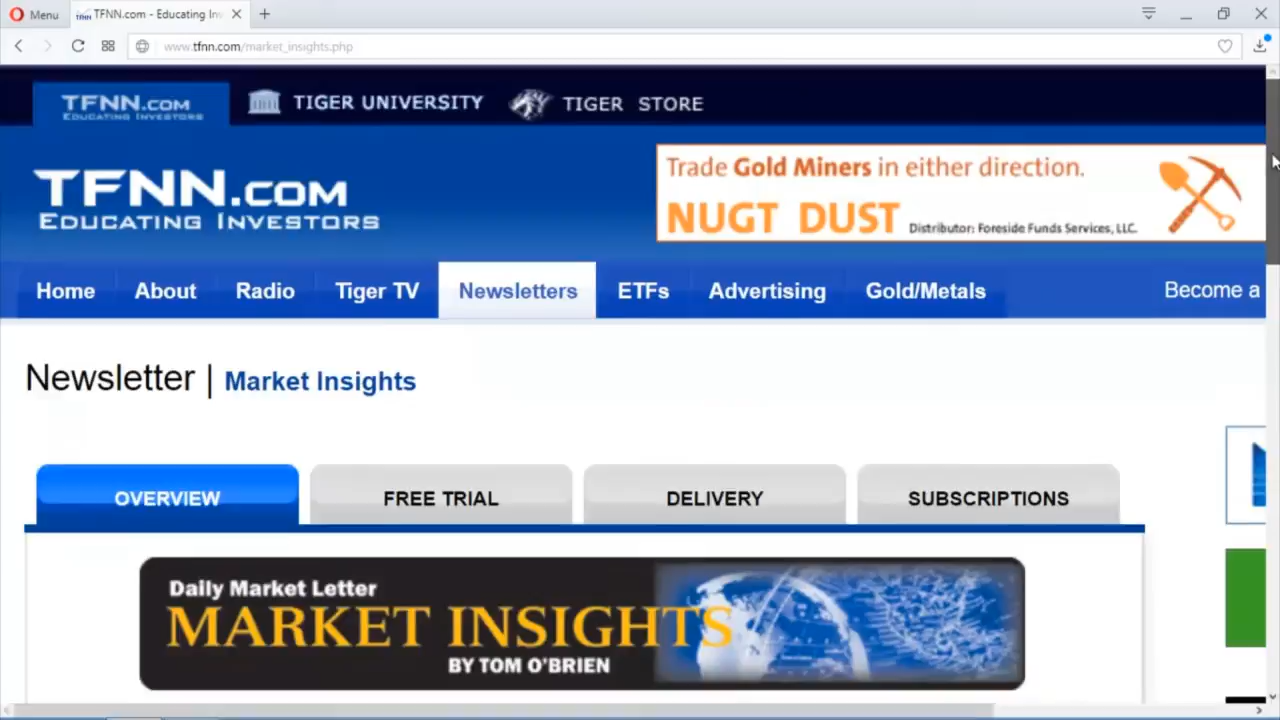 Menu
TFNN.com - Educating In
www.tfnn.com/market_insights.php
TFNN.COM
EDUCATING INVESTORS
TIGER UNIVERSITY
TIGER STORE
TFNN.COM
EDUCATING INVESTORS
Trade Gold Miners in either direction.
NUGT DUST Distributor: Foreside Funds Services, LLC.
Home About Radio Tiger TV Newsletters ETFs Advertising Gold/Metals Become a
Newsletter | Market Insights
OVERVIEW FREE TRIAL DELIVERY SUBSCRIPTIONS
Daily Market Letter
MARKET INSIGHTS
BY TOM O'BRIEN